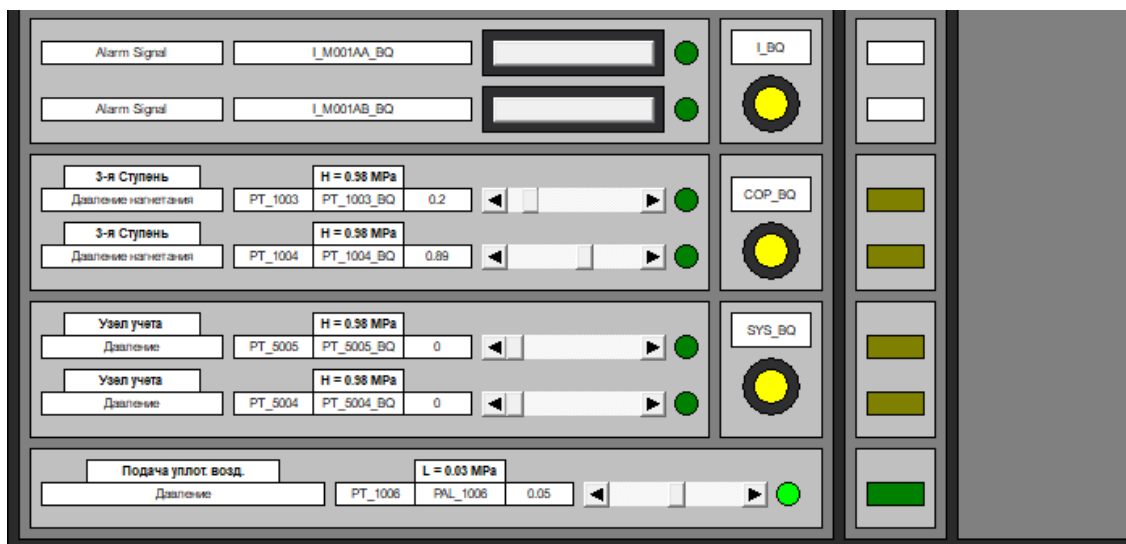 Alarm Signal I_M001AA_BQ I_BQ
Alarm Signal I_M001AB_BQ
3-я Ступень H = 0.98 MPa
Давление нагнетания PT_1003 PT_1003_BQ 0.2 COP_BQ
3-я Ступень H = 0.98 MPa
Давление нагнетания PT_1004 PT_1004_BQ 0.89
Узел учета H = 0.98 MPa SYS_BQ
Давление PT_5005 PT_5005_BQ 0
Узел учета H = 0.98 MPa
Давление PT_5004 PT_5004_BQ 0
Подача уплот. возд. L = 0.03 MPa
Давление PT_1006 PAL_1006 0.05